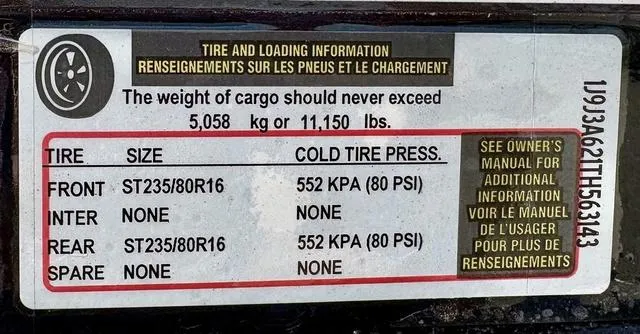 TIRE AND LOADING INFORMATION
RENSEIGNEMENTS SUR LES PNEUS ET LE CHARGEMENT
The weight of cargo should never exceed
5,058 kg or 11,150 lbs.
TIRE SIZE COLD TIRE PRESS.
FRONT ST235/80R16 552 KPA (80 PSI)
INTER NONE NONE
REAR ST235/80R16 552 KPA (80 PSI)
SPARE NONE NONE
SEE OWNER'S
MANUAL FOR
ADDITIONAL
INFORMATION
VOIR LE MANUEL
DE L'USAGER
POUR PLUS DE
RENSEIGNEMENTS
1J9J3A621TH563143